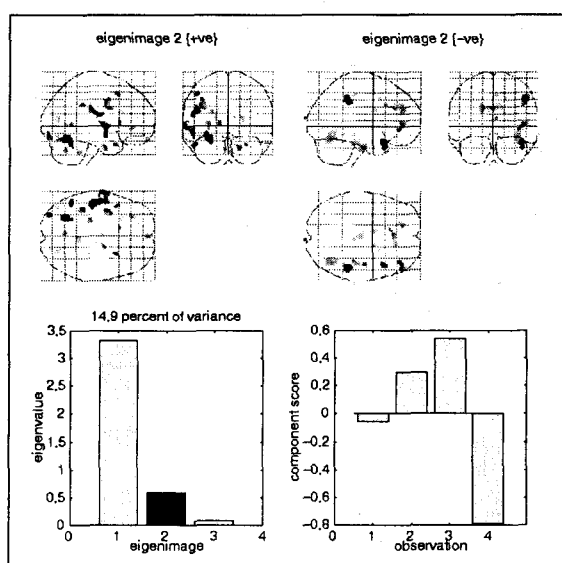 eigenimage 2 {+ve}
eigenimage 2 {-ve}
14.9 percent of variance
3.5
3
2.5
2
1.5
1
0.5
0
eigenvalue
0 1 2 3 4
eigenimage
0.6
0.4
0.2
0
-0.2
-0.4
-0.6
-0.8
component score
0 1 2 3 4
observation